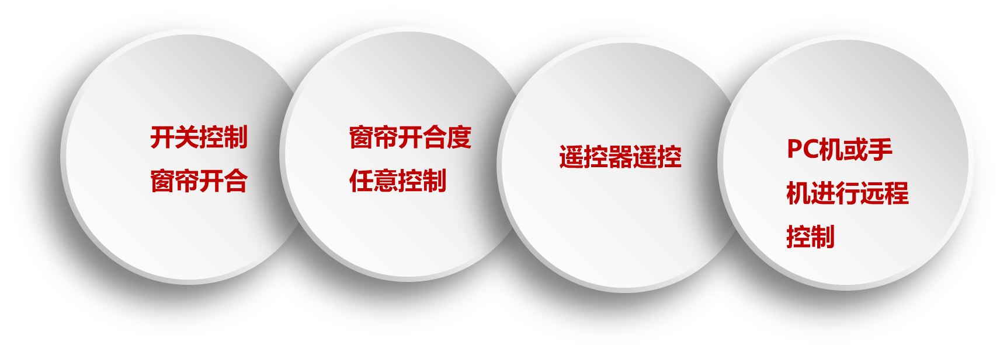 开关控制
窗帘开合
窗帘开合度
任意控制
遥控器遥控
PC机或手
机进行远程
控制